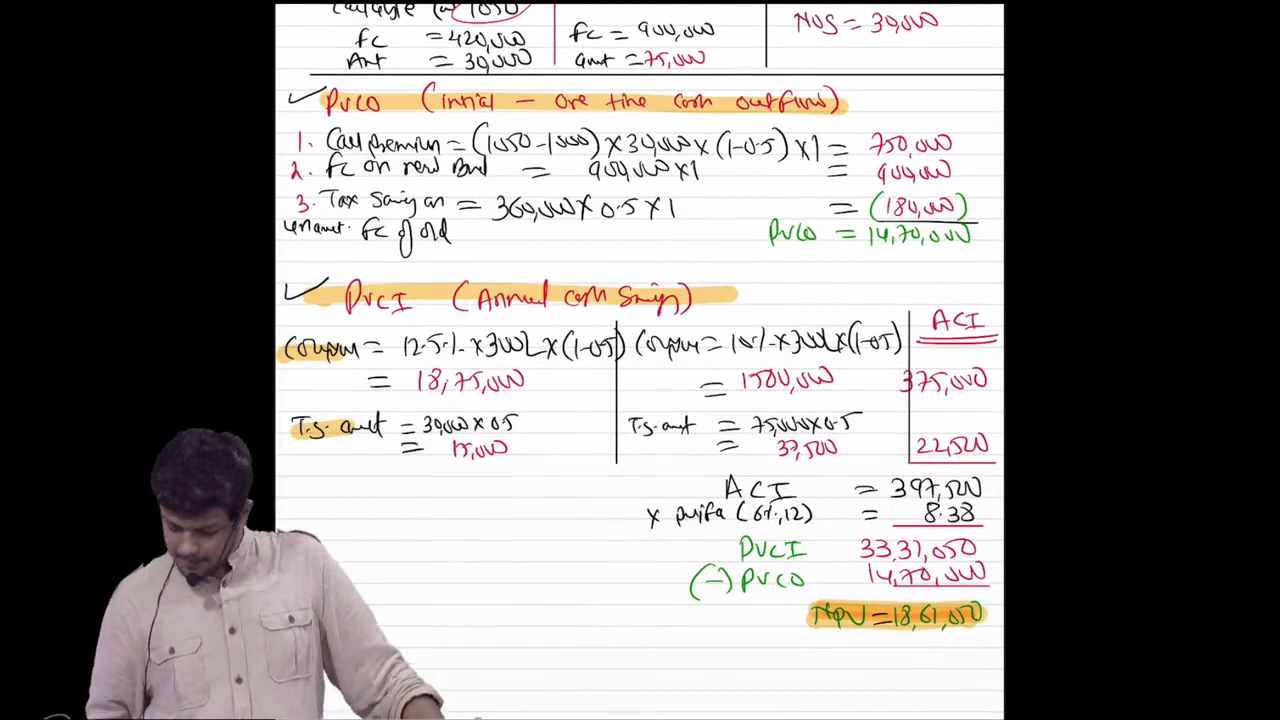 Callable @ 1050
fc = 420,000
Amt = 30,000
fc = 900,000
amt = 75,000
NOS = 30,000
PVCO (initial - one time cash outflow)
1. Call premium = (1050-1000) x 30,000 x (1-0.5) x 1 = 750,000
2. fc on new Bond = 900,000 x 1 = 900,000
3. Tax Saving on = 360,000 x 0.5 x 1 = (180,000)
unamort. fc of old
PVCO = 14,70,000
PVCI (Annual cash Savings)
Coupon = 12.5% x 300L x (1-0.5)
= 18,75,000
T.S. amt = 30,000 x 0.5
= 15,000
Coupon = 10% x 300L x (1-0.5)
= 1500,000
T.S. amt = 75,000 x 0.5
= 37,500
ACI
375,000
22,500
ACI = 397,500
x pvifa (6%,12) = 8.38
PVCI 33,31,050
(-) PVCO 14,70,000
NPV = 18,61,050